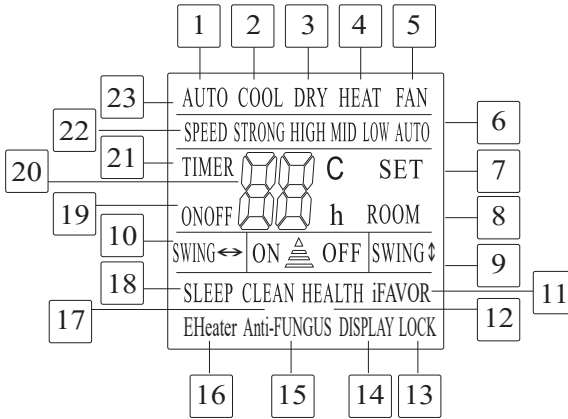 1 2 3 4 5
23 AUTO COOL DRY HEAT FAN
22 SPEED STRONG HIGH MID LOW AUTO 6
21 TIMER 88 C SET 7
20
19 ONOFF h ROOM 8
10 SWING↔ ON OFF SWING↕ 9
18 SLEEP CLEAN HEALTH iFAVOR 11
17 12
EHeater Anti-FUNGUS DISPLAY LOCK
16 15 14 13